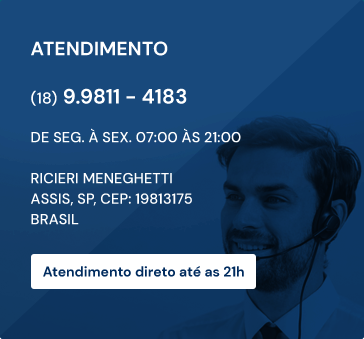 ATENDIMENTO
(18) 9.9811 - 4183
DE SEG. À SEX. 07:00 ÀS 21:00
RICIERI MENEGHETTI
ASSIS, SP, CEP: 19813175
BRASIL
Atendimento direto até as 21h